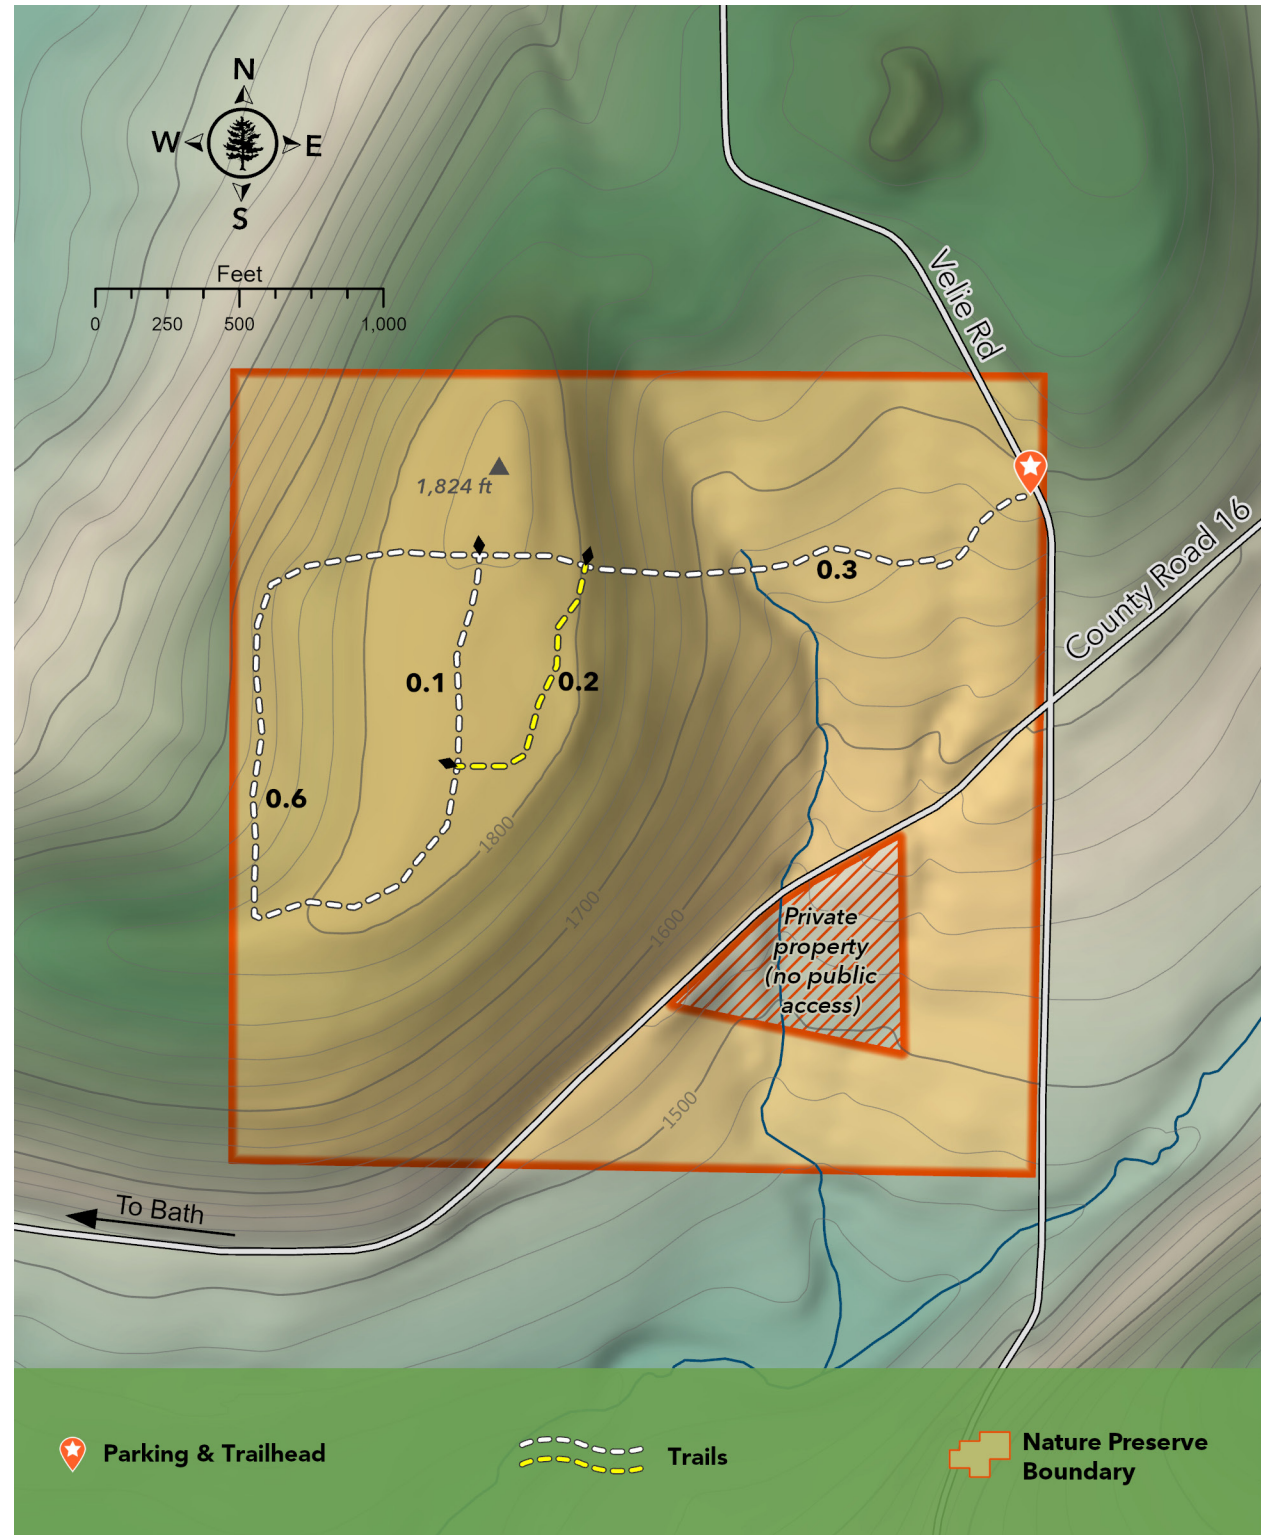 N
W
E
S
Feet
0
250
500
1,000
Velie Rd
1,824 ft
County Road 16
0.3
0.1
0.2
0.6
1800
1700
1600
Private
property
(no public
access)
1500
To Bath
Parking & Trailhead
Trails
Nature Preserve
Boundary